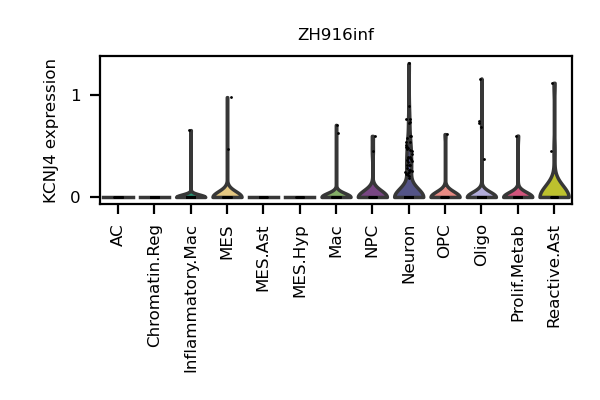 ZH916inf
KCNJ4 expression
1
0
AC
Chromatin.Reg
Inflammatory.Mac
MES
MES.Ast
MES.Hyp
Mac
NPC
Neuron
OPC
Oligo
Prolif.Metab
Reactive.Ast